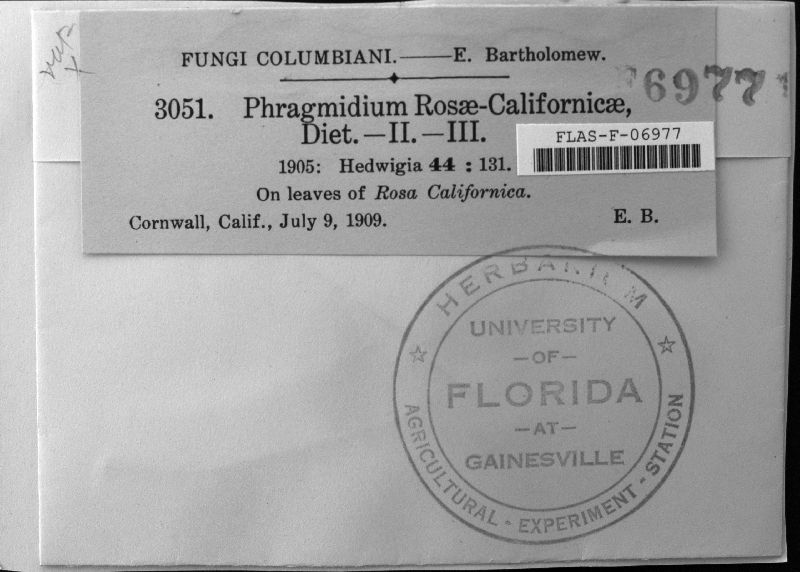 FUNGI COLUMBIANI.——E. Bartholomew.
F6977
3051. Phragmidium Rosæ-Californicæ,
Diet.—II.—III.
FLAS-F-06977
1905: Hedwigia 44 : 131.
On leaves of Rosa Californica.
Cornwall, Calif., July 9, 1909.
E. B.
HERBARIUM
UNIVERSITY
—OF—
FLORIDA
—AT—
GAINESVILLE
AGRICULTURAL - EXPERIMENT - STATION